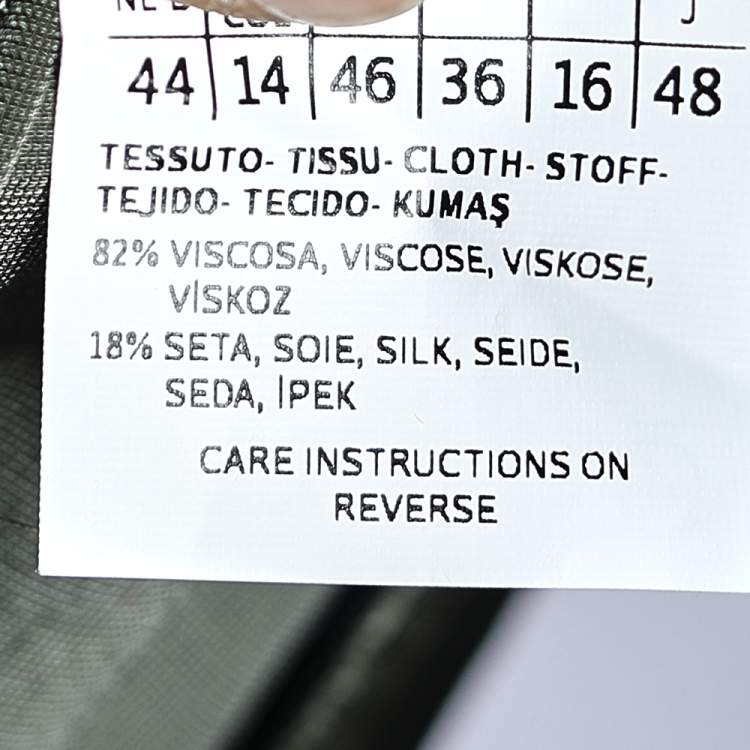 44 14 46 36 16 48
TESSUTO- TISSU- CLOTH- STOFF-
TEJIDO- TECIDO- KUMAŞ
82% VISCOSA, VISCOSE, VISKOSE,
VİSKOZ
18% SETA, SOIE, SILK, SEIDE,
SEDA, İPEK
CARE INSTRUCTIONS ON
REVERSE